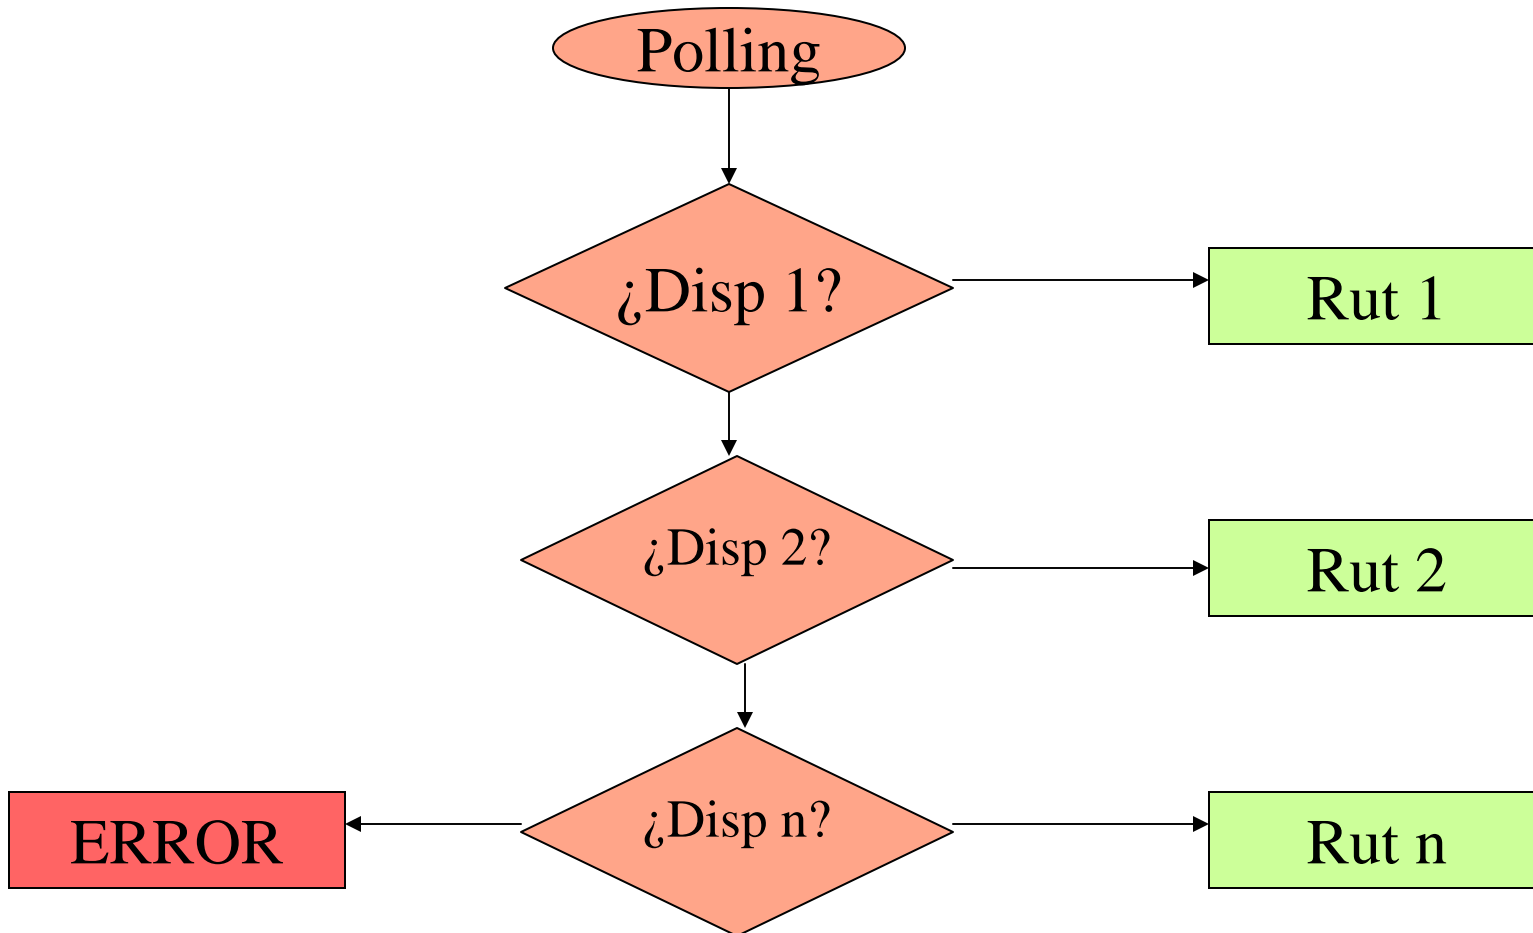 Polling
¿Disp 1?
Rut 1
¿Disp 2?
Rut 2
ERROR
¿Disp n?
Rut n